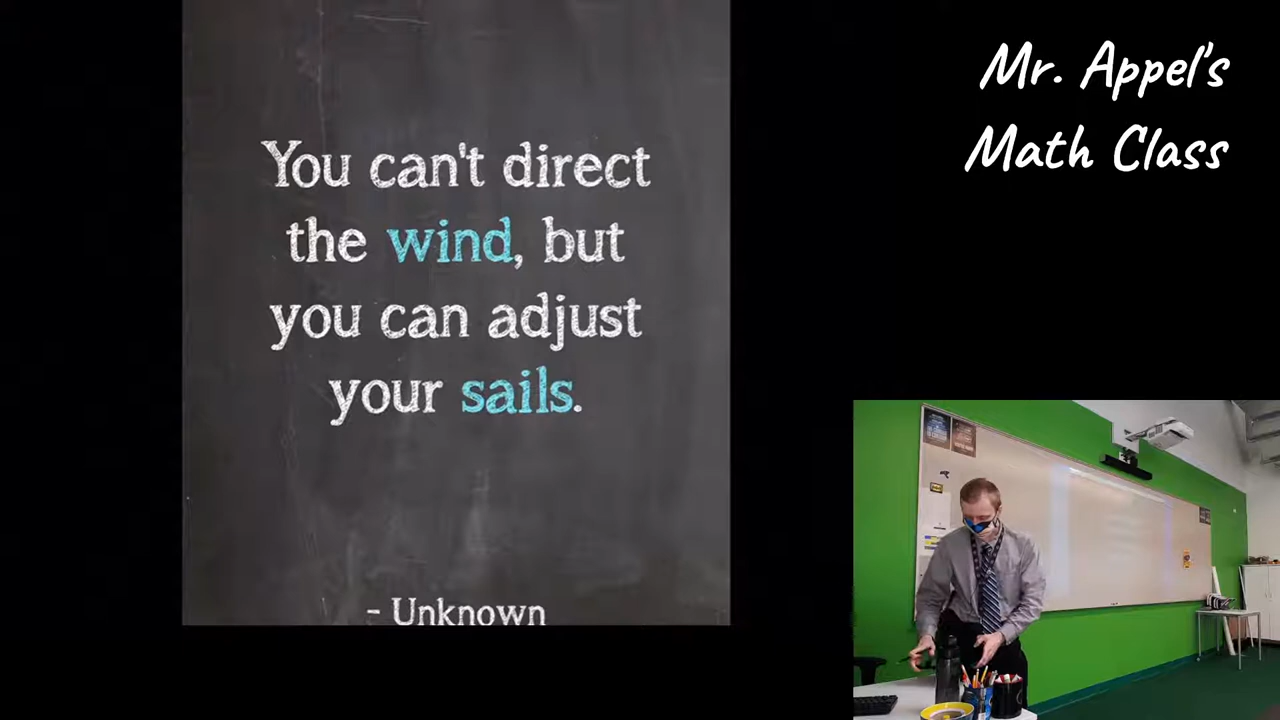 You can't direct
the wind, but
you can adjust
your sails.
- Unknown
Mr. Appel's
Math Class